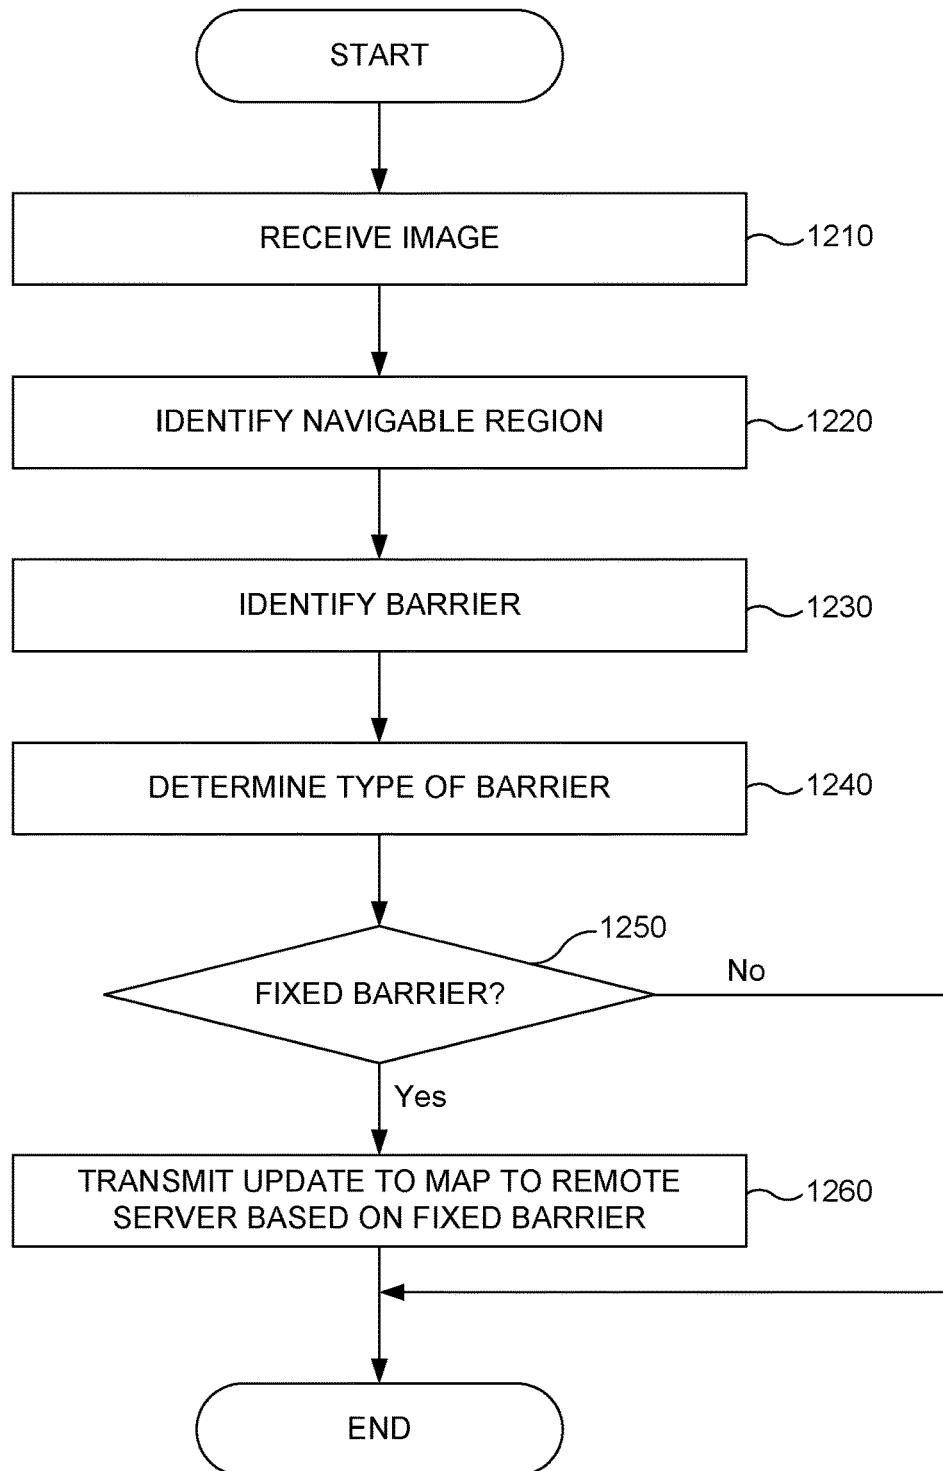 START
RECEIVE IMAGE
1210
IDENTIFY NAVIGABLE REGION
1220
IDENTIFY BARRIER
1230
DETERMINE TYPE OF BARRIER
1240
1250
FIXED BARRIER?
No
Yes
TRANSMIT UPDATE TO MAP TO REMOTE
SERVER BASED ON FIXED BARRIER
1260
END